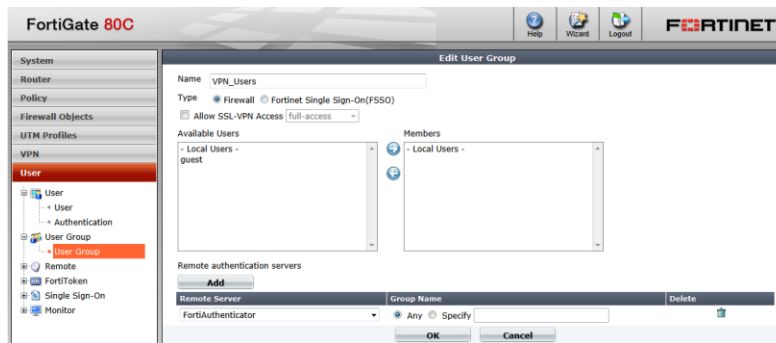 FortiGate 80C
Help
Wizard
Logout
FORTINET
System
Router
Policy
Firewall Objects
UTM Profiles
VPN
User
User
User
Authentication
User Group
User Group
Remote
FortiToken
Single Sign-On
Monitor
Edit User Group
Name VPN_Users
Type Firewall Fortinet Single Sign-On(FSSO)
Allow SSL-VPN Access full-access
Available Users Members
- Local Users - - Local Users -
guest
Remote authentication servers
Add
Remote Server Group Name Delete
FortiAuthenticator Any Specify
OK Cancel